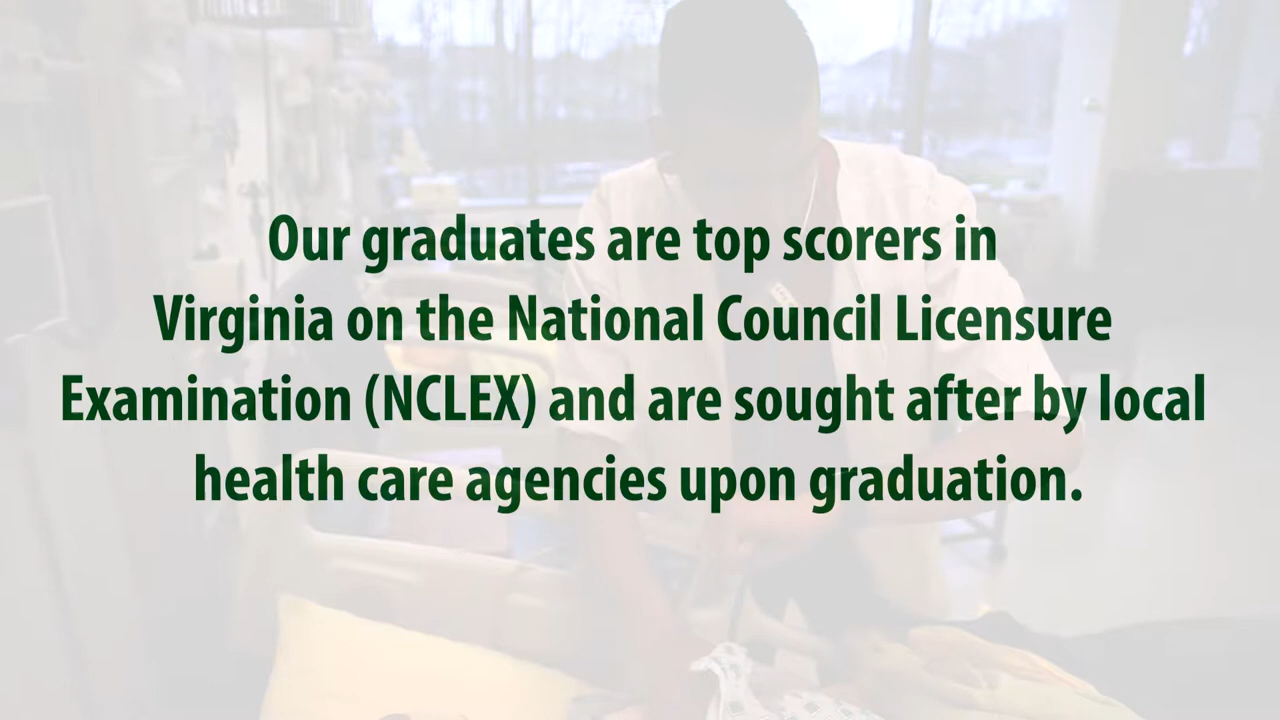 Our graduates are top scorers in
Virginia on the National Council Licensure
Examination (NCLEX) and are sought after by local
health care agencies upon graduation.